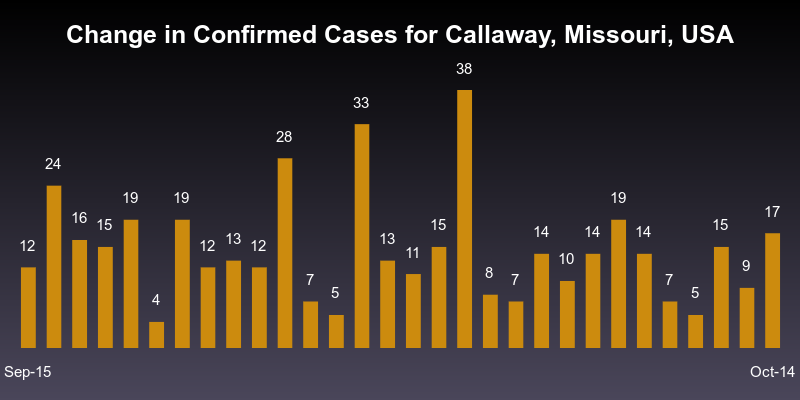 Change in Confirmed Cases for Callaway, Missouri, USA
12 24 16 15 19 4 19 12 13 12 28 7 5 33 13 11 15 38 8 7 14 10 14 19 14 7 5 15 9 17
Sep-15 Oct-14